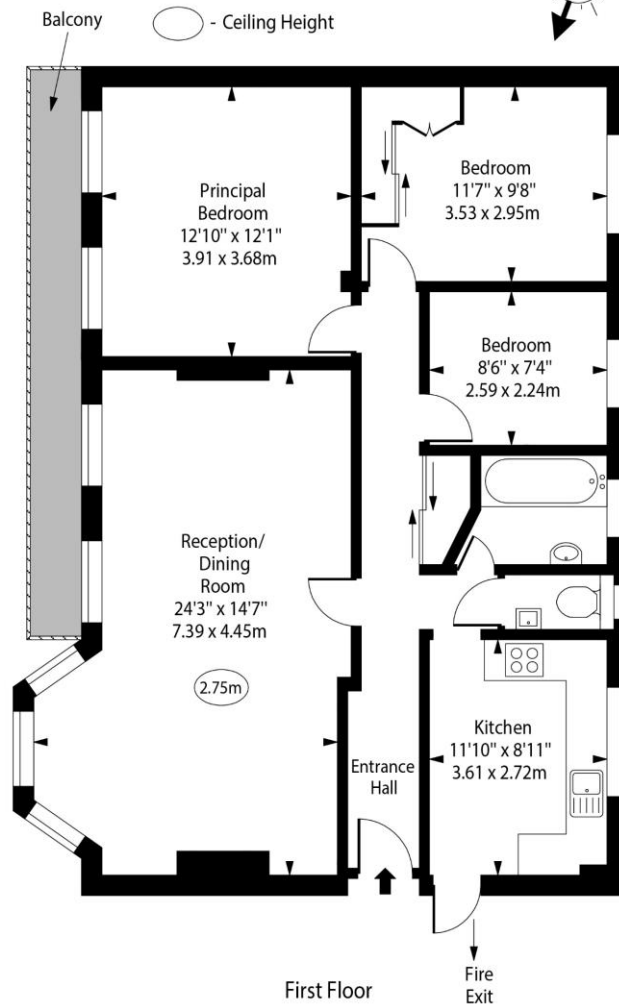 Balcony
- Ceiling Height
Principal
Bedroom
12'10" x 12'1"
3.91 x 3.68m
Bedroom
11'7" x 9'8"
3.53 x 2.95m
Bedroom
8'6" x 7'4"
2.59 x 2.24m
Reception/
Dining
Room
24'3" x 14'7"
7.39 x 4.45m
2.75m
Kitchen
11'10" x 8'11"
3.61 x 2.72m
Entrance
Hall
First Floor
Fire
Exit